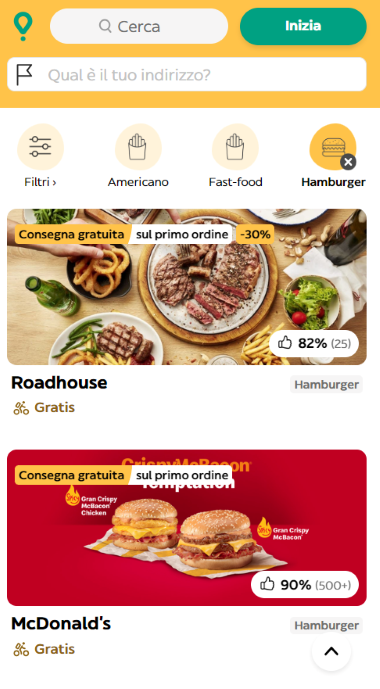 Cerca
Inizia
Qual è il tuo indirizzo?
Filtri ›
Americano
Fast-food
Hamburger
Consegna gratuita sul primo ordine -30%
82% (25)
Roadhouse
Hamburger
Gratis
CrispyMcBacon
Consegna gratuita sul primo ordine
Temptation
Gran Crispy
McBacon
Chicken
Gran Crispy
McBacon
90% (500+)
McDonald's
Hamburger
Gratis